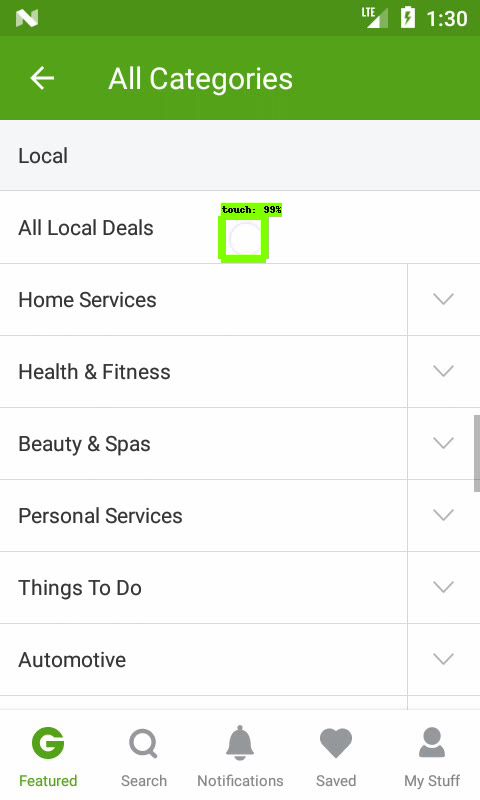 LTE
1:30
All Categories
Local
touch: 99%
All Local Deals
Home Services
Health & Fitness
Beauty & Spas
Personal Services
Things To Do
Automotive
Featured
Search
Notifications
Saved
My Stuff